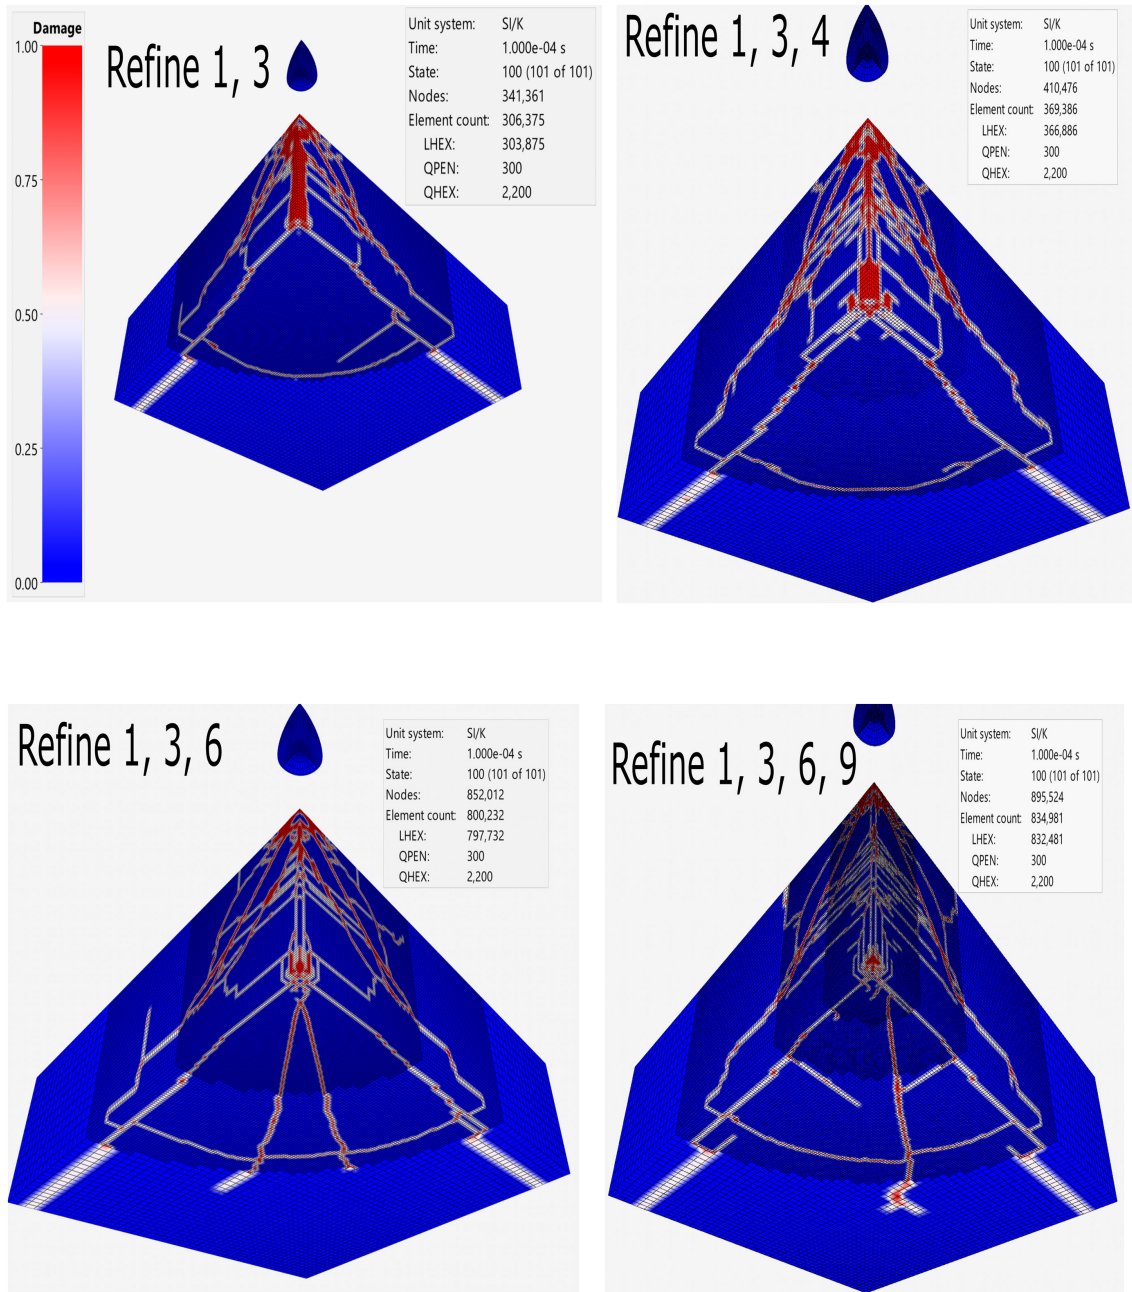 Damage
1.00
0.75
0.50
0.25
0.00
Refine 1, 3
Unit system: SI/K
Time: 1.000e-04 s
State: 100 (101 of 101)
Nodes: 341,361
Element count: 306,375
LHEX: 303,875
QPEN: 300
QHEX: 2,200
Refine 1, 3, 4
Unit system: SI/K
Time: 1.000e-04 s
State: 100 (101 of 101)
Nodes: 410,476
Element count: 369,386
LHEX: 366,886
QPEN: 300
QHEX: 2,200
Refine 1, 3, 6
Unit system: SI/K
Time: 1.000e-04 s
State: 100 (101 of 101)
Nodes: 852,012
Element count: 800,232
LHEX: 797,732
QPEN: 300
QHEX: 2,200
Refine 1, 3, 6, 9
Unit system: SI/K
Time: 1.000e-04 s
State: 100 (101 of 101)
Nodes: 895,524
Element count: 834,981
LHEX: 832,481
QPEN: 300
QHEX: 2,200